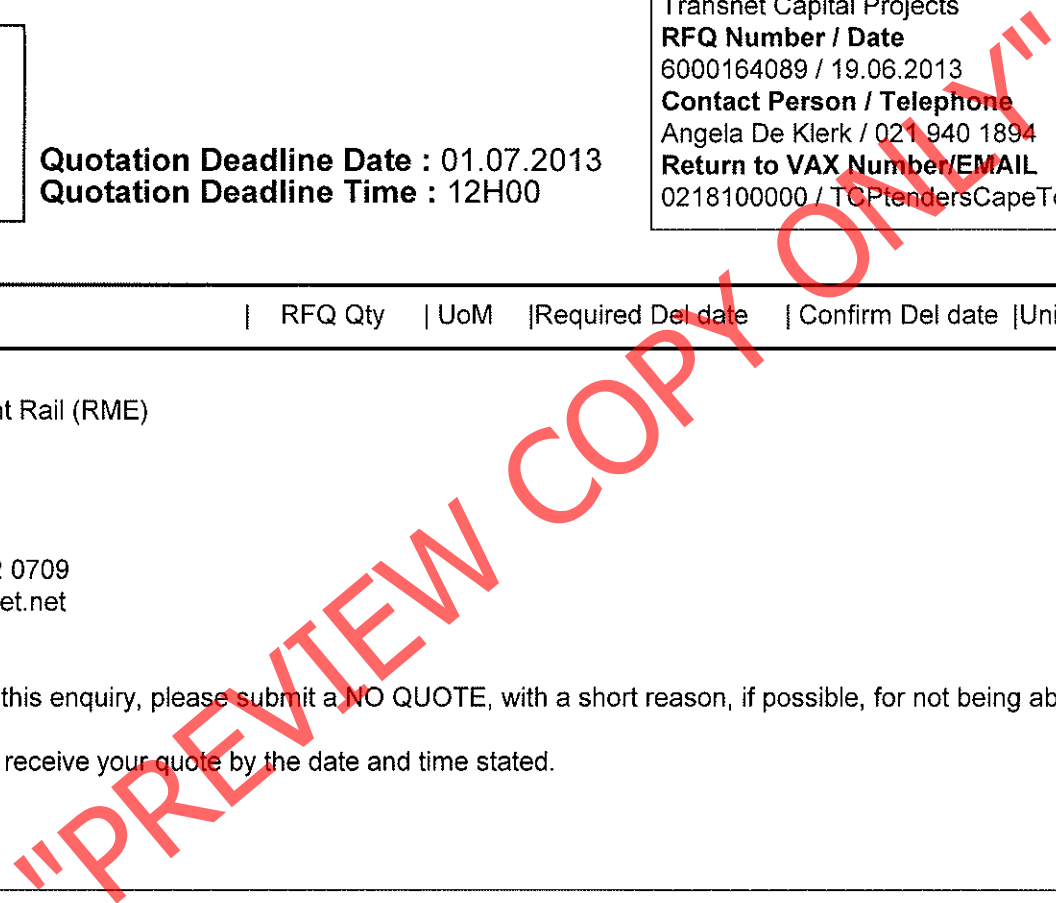 Transnet Capital Projects
RFQ Number / Date
6000164089 / 19.06.2013
Contact Person / Telephone
Angela De Klerk / 021 940 1894
Return to VAX Number/EMAIL
0218100000 / TCPtendersCapeTo
Quotation Deadline Date : 01.07.2013
Quotation Deadline Time : 12H00
| RFQ Qty | UoM |Required Del date | Confirm Del date |Uni
t Rail (RME)
0709
et.net
this enquiry, please submit a NO QUOTE, with a short reason, if possible, for not being ab
receive your quote by the date and time stated.
"PREVIEW COPY ONLY"